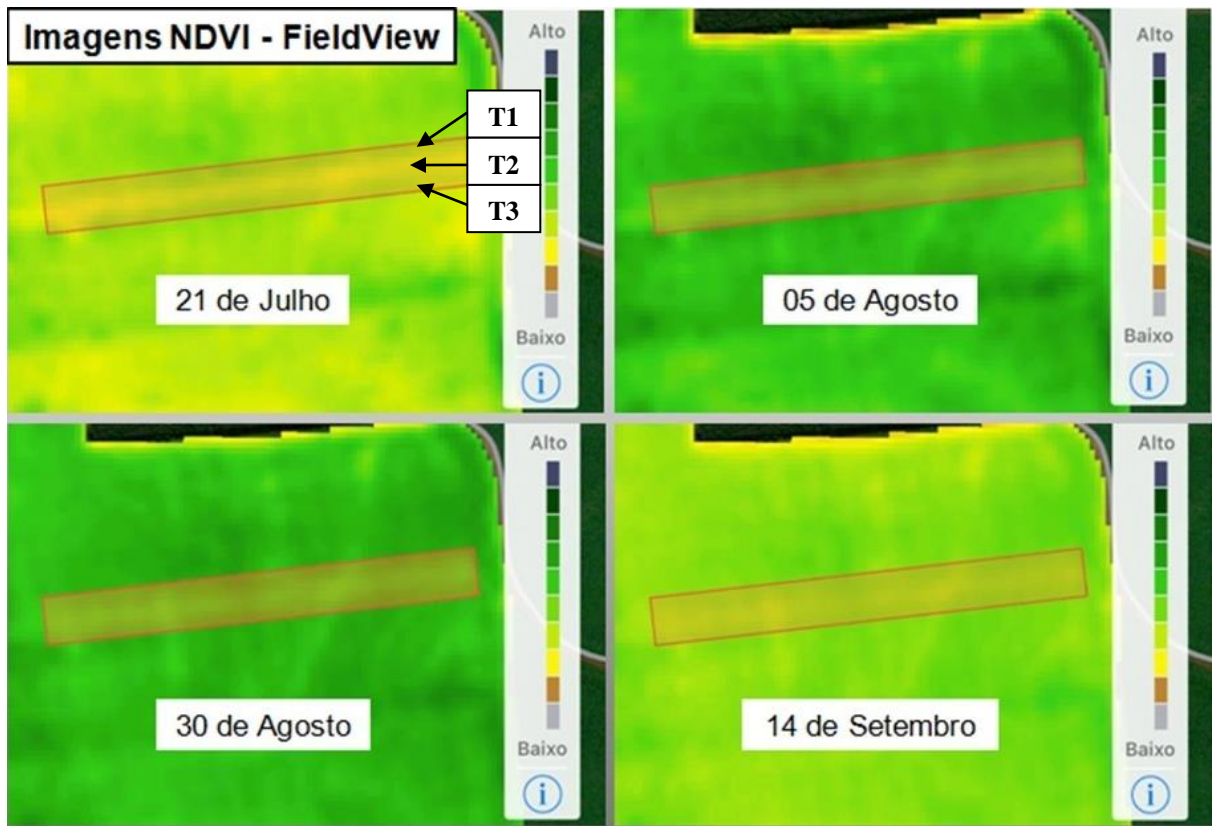 Imagens NDVI - FieldView
Alto
T1
T2
T3
21 de Julho
Baixo
i
Alto
05 de Agosto
Baixo
i
Alto
30 de Agosto
Baixo
i
Alto
14 de Setembro
Baixo
i